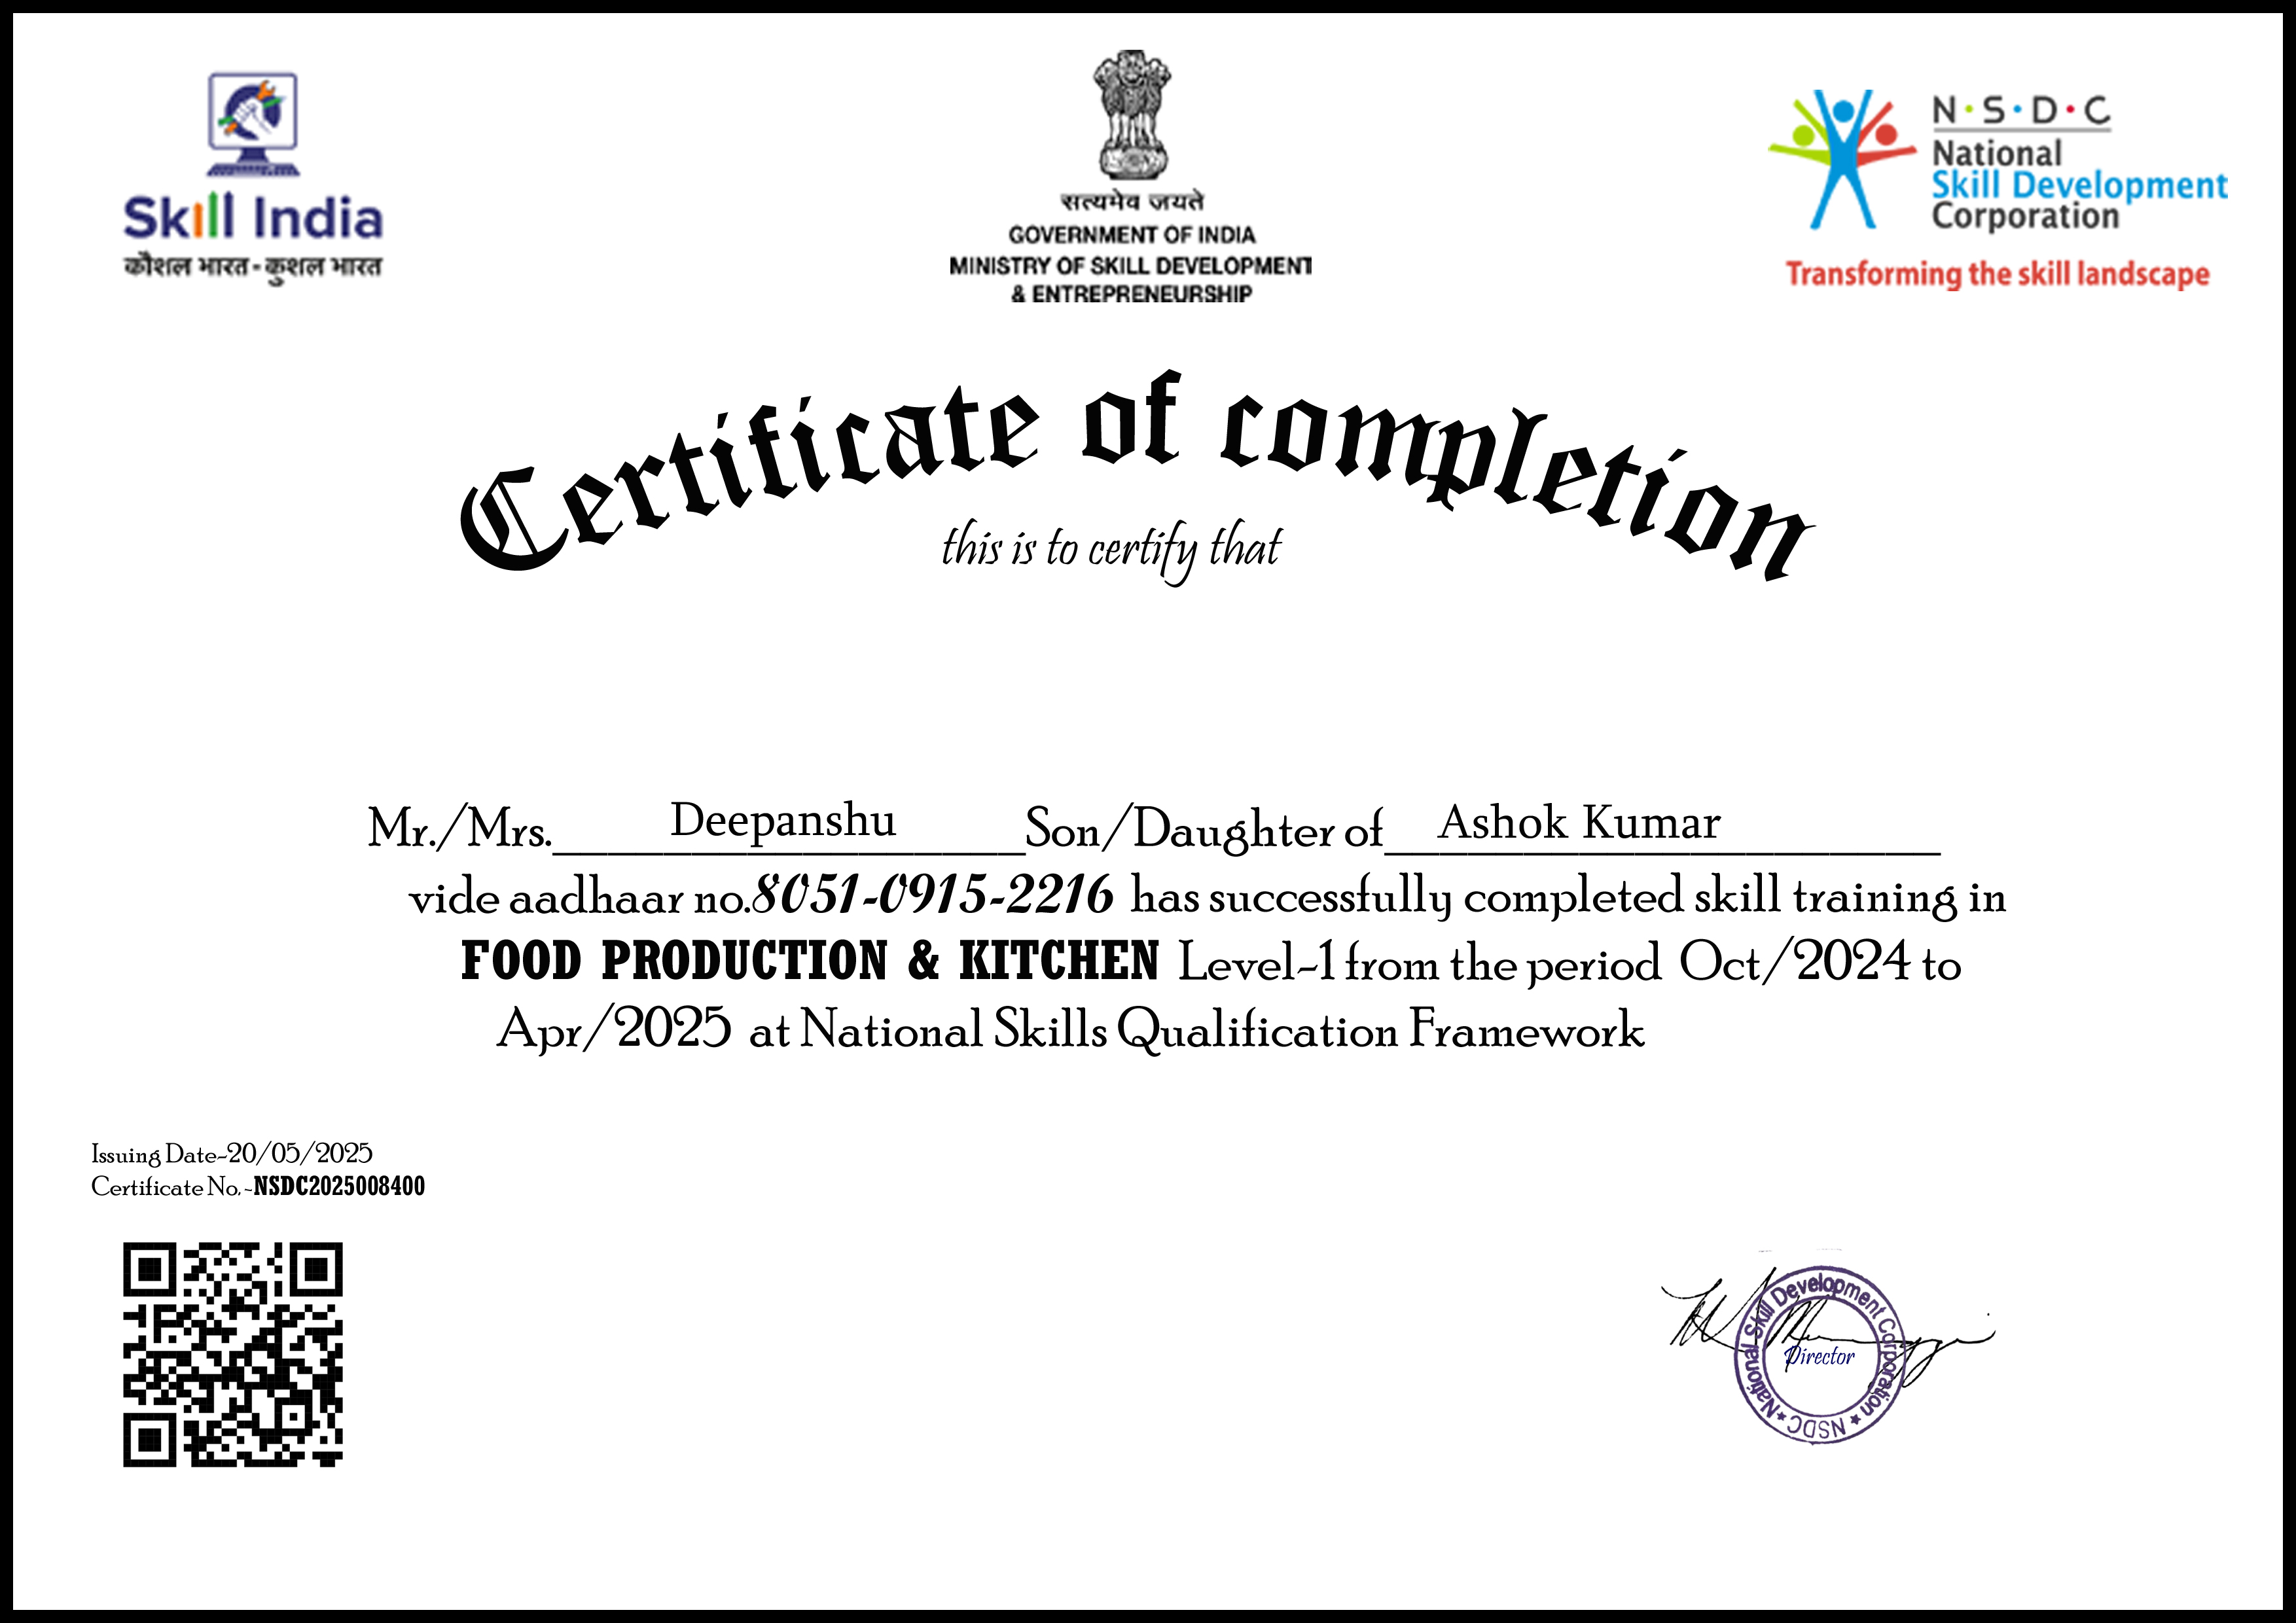 Skill India
कौशल भारत - कुशल भारत
सत्यमेव जयते
GOVERNMENT OF INDIA
MINISTRY OF SKILL DEVELOPMENT
& ENTREPRENEURSHIP
N·S·D·C
National
Skill Development
Corporation
Transforming the skill landscape
Certificate of completion
this is to certify that
Mr./Mrs. Deepanshu Son/Daughter of Ashok Kumar
vide aadhaar no.8051-0915-2216 has successfully completed skill training in
FOOD PRODUCTION & KITCHEN Level-1 from the period Oct/2024 to
Apr/2025 at National Skills Qualification Framework
Issuing Date-20/05/2025
Certificate No.-NSDC2025008400
National Skill Development Corporation
NSDC
Director